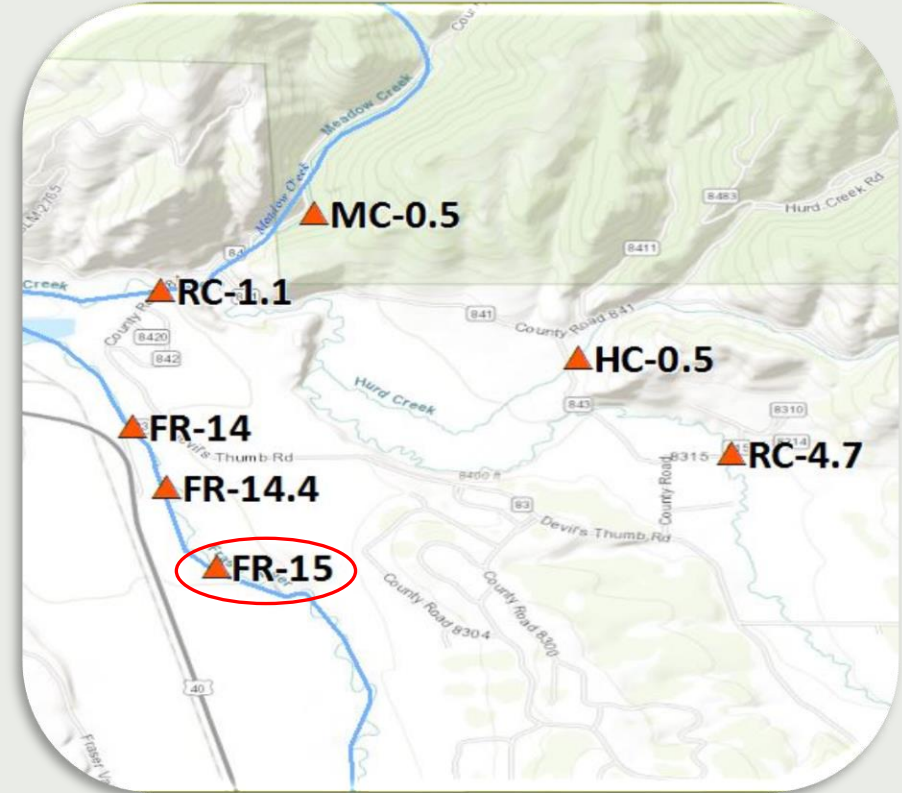 Meadow Creek
Meadow Creek
8483
Hurd Creek Rd
MC-0.5
8411
84
Creek
RC-1.1
841
County Road 841
8420
842
HC-0.5
Hurd Creek
843
8310
FR-14
Devil's Thumb Rd
8315
RC-4.7
8400 ft
County Road
FR-14.4
83
Devil's Thumb Rd
FR-15
County Road 8304
County Road 8300
40